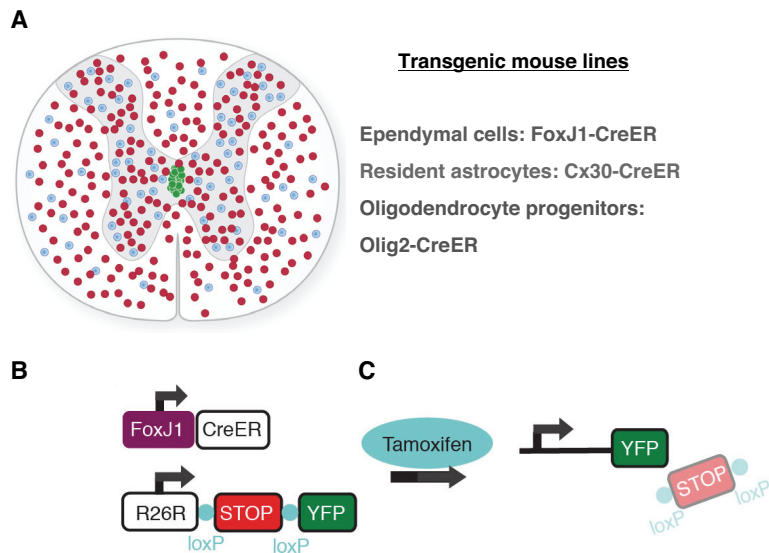 A
Transgenic mouse lines
Ependymal cells: FoxJ1-CreER
Resident astrocytes: Cx30-CreER
Oligodendrocyte progenitors:
Olig2-CreER
B
FoxJ1 CreER
R26R STOP YFP
loxP loxP
C
Tamoxifen
YFP
STOP
loxP loxP